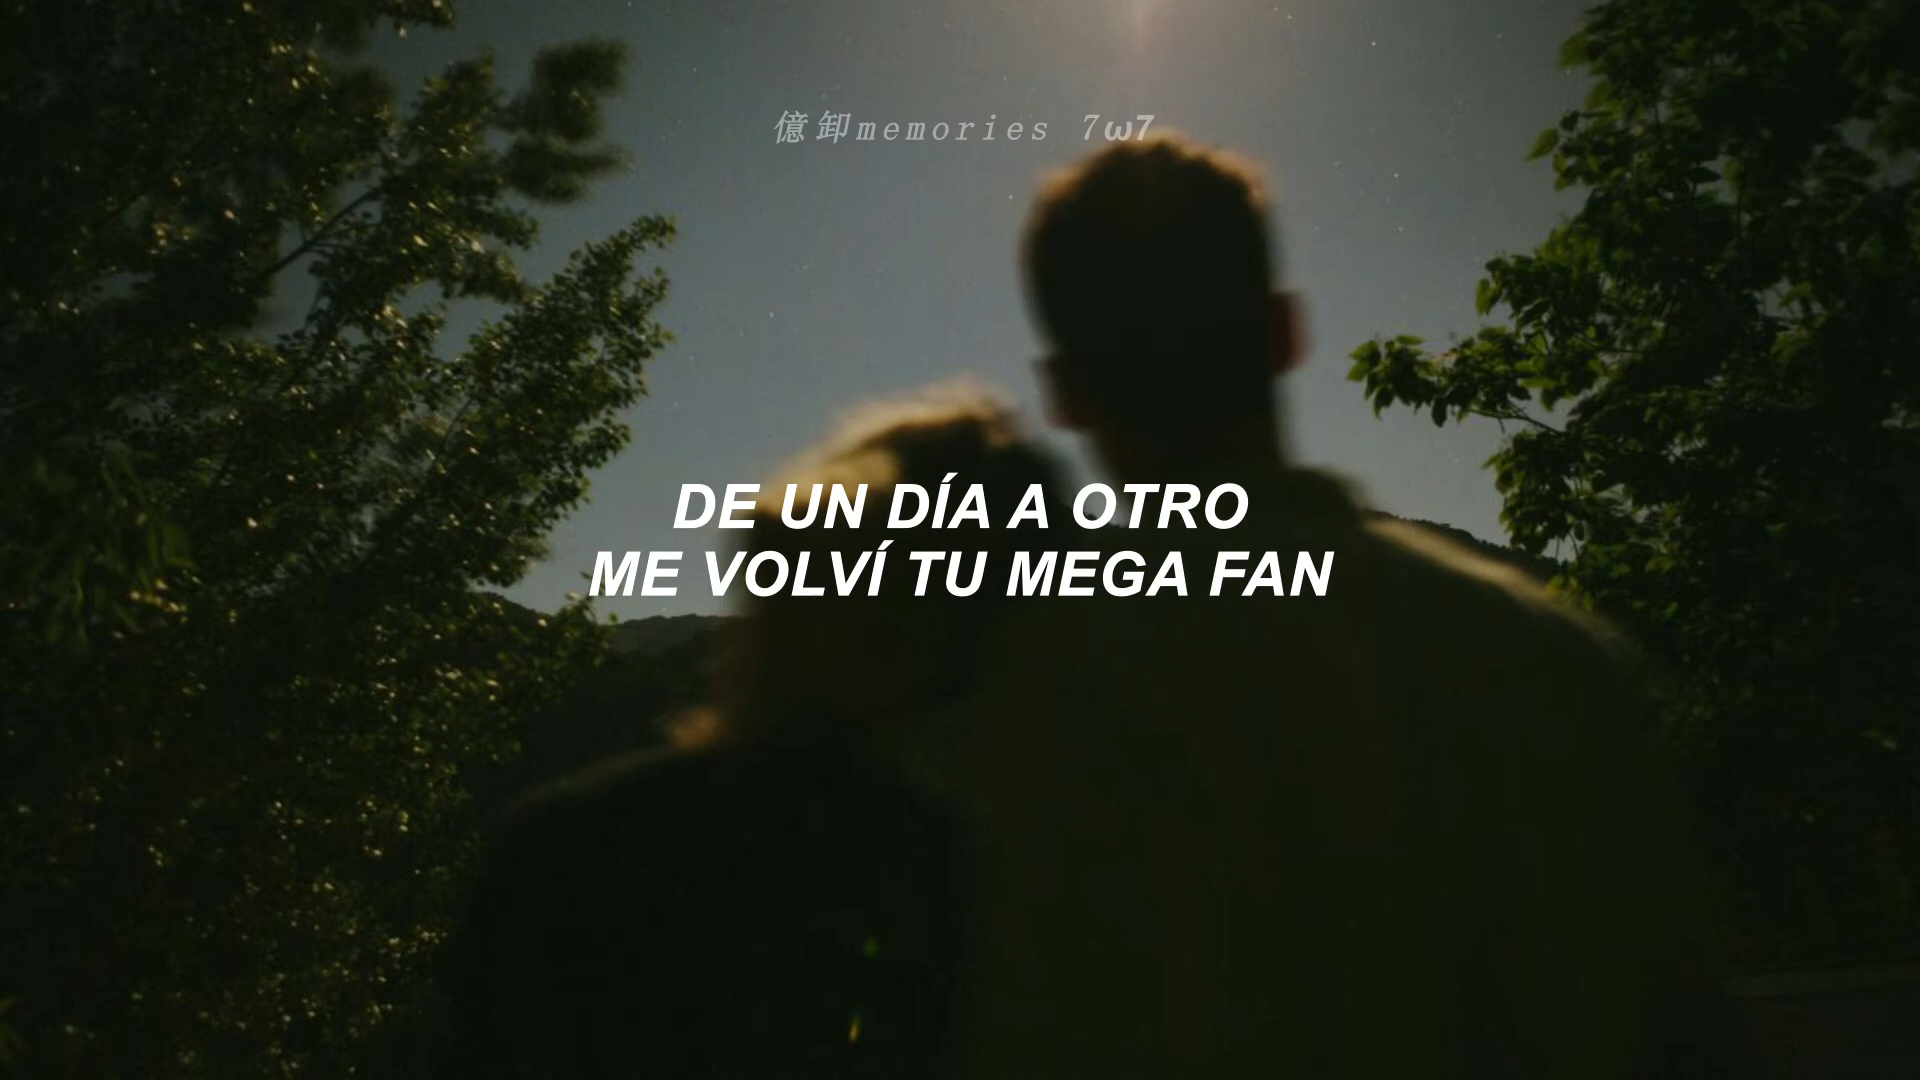 億卸memories 7ω7
DE UN DÍA A OTRO
ME VOLVÍ TU MEGA FAN